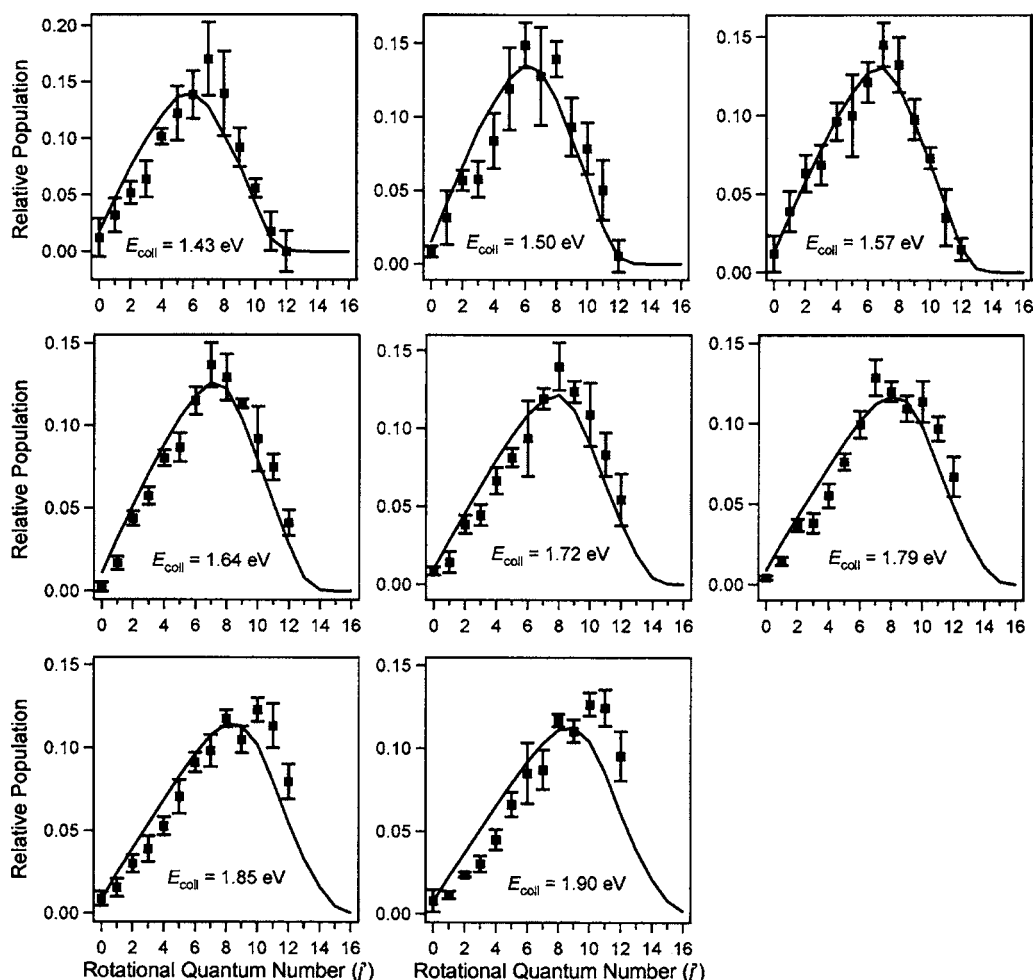 Relative Population
0.20
0.15
0.10
0.05
0.00
E_coll = 1.43 eV
0 2 4 6 8 10 12 14 16
0.15
0.10
0.05
0.00
E_coll = 1.50 eV
0 2 4 6 8 10 12 14 16
0.15
0.10
0.05
0.00
E_coll = 1.57 eV
0 2 4 6 8 10 12 14 16
Relative Population
0.15
0.10
0.05
0.00
E_coll = 1.64 eV
0 2 4 6 8 10 12 14 16
0.15
0.10
0.05
0.00
E_coll = 1.72 eV
0 2 4 6 8 10 12 14 16
0.15
0.10
0.05
0.00
E_coll = 1.79 eV
0 2 4 6 8 10 12 14 16
Relative Population
0.15
0.10
0.05
0.00
E_coll = 1.85 eV
0 2 4 6 8 10 12 14 16
Rotational Quantum Number (j')
0.15
0.10
0.05
0.00
E_coll = 1.90 eV
0 2 4 6 8 10 12 14 16
Rotational Quantum Number (j')